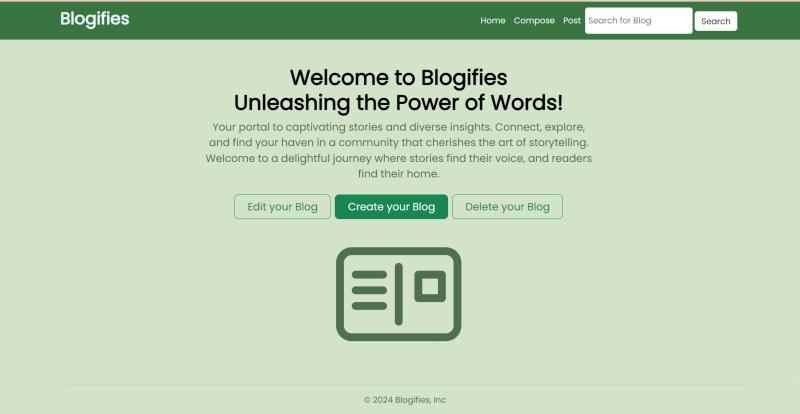 Blogifies
Home Compose Post Search for Blog Search
Welcome to Blogifies
Unleashing the Power of Words!
Your portal to captivating stories and diverse insights. Connect, explore,
and find your haven in a community that cherishes the art of storytelling.
Welcome to a delightful journey where stories find their voice, and readers
find their home.
Edit your Blog Create your Blog Delete your Blog
© 2024 Blogifies, Inc